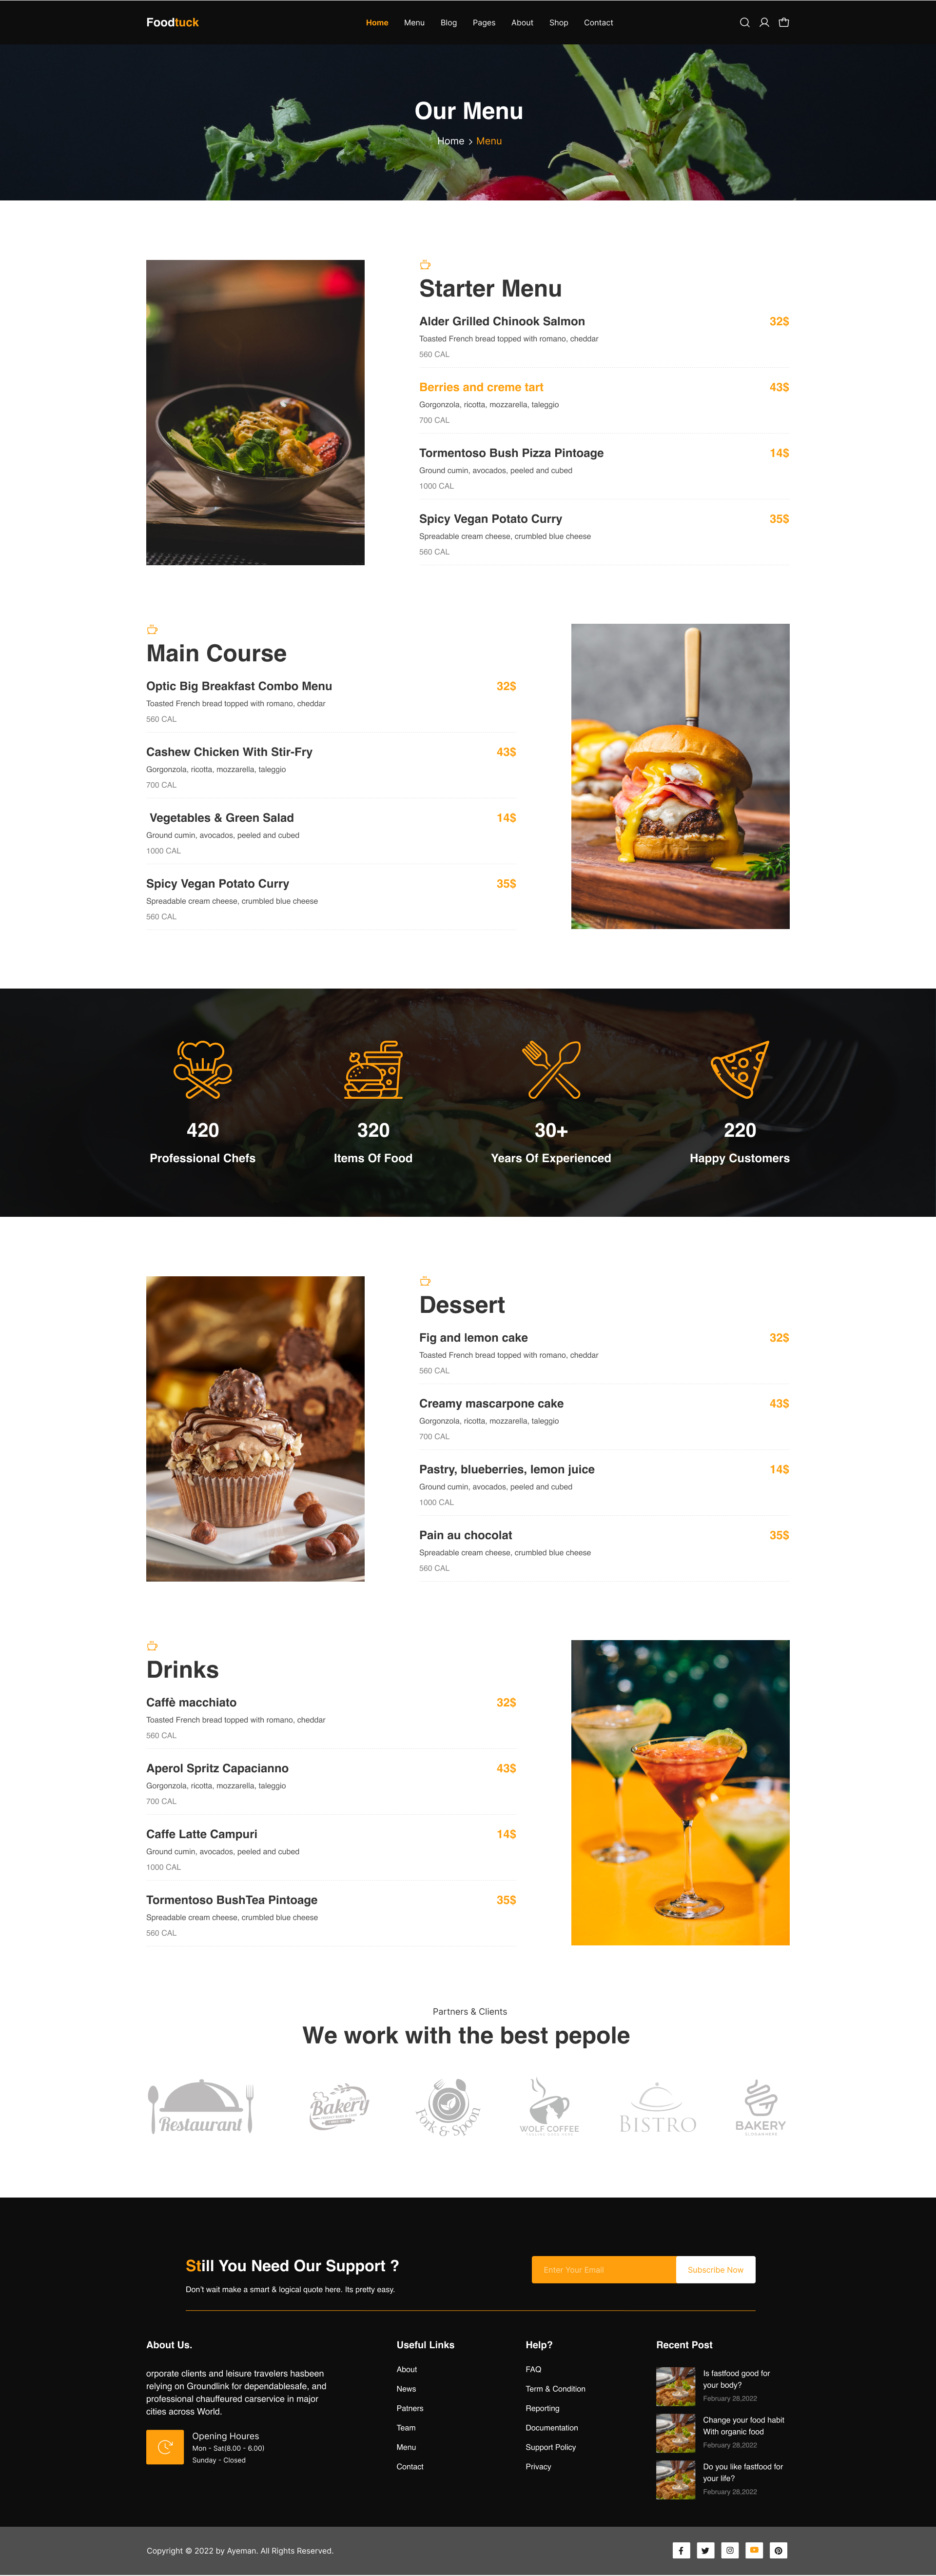 Foodtuck
Home Menu Blog Pages About Shop Contact
Our Menu
Home > Menu
Starter Menu
Alder Grilled Chinook Salmon 32$
Toasted French bread topped with romano, cheddar
560 CAL
Berries and creme tart 43$
Gorgonzola, ricotta, mozzarella, taleggio
700 CAL
Tormentoso Bush Pizza Pintoage 14$
Ground cumin, avocados, peeled and cubed
1000 CAL
Spicy Vegan Potato Curry 35$
Spreadable cream cheese, crumbled blue cheese
560 CAL
Main Course
Optic Big Breakfast Combo Menu 32$
Toasted French bread topped with romano, cheddar
560 CAL
Cashew Chicken With Stir-Fry 43$
Gorgonzola, ricotta, mozzarella, taleggio
700 CAL
Vegetables & Green Salad 14$
Ground cumin, avocados, peeled and cubed
1000 CAL
Spicy Vegan Potato Curry 35$
Spreadable cream cheese, crumbled blue cheese
560 CAL
420 320 30+ 220
Professional Chefs Items Of Food Years Of Experienced Happy Customers
Dessert
Fig and lemon cake 32$
Toasted French bread topped with romano, cheddar
560 CAL
Creamy mascarpone cake 43$
Gorgonzola, ricotta, mozzarella, taleggio
700 CAL
Pastry, blueberries, lemon juice 14$
Ground cumin, avocados, peeled and cubed
1000 CAL
Pain au chocolat 35$
Spreadable cream cheese, crumbled blue cheese
560 CAL
Drinks
Caffè macchiato 32$
Toasted French bread topped with romano, cheddar
560 CAL
Aperol Spritz Capacianno 43$
Gorgonzola, ricotta, mozzarella, taleggio
700 CAL
Caffe Latte Campuri 14$
Ground cumin, avocados, peeled and cubed
1000 CAL
Tormentoso BushTea Pintoage 35$
Spreadable cream cheese, crumbled blue cheese
560 CAL
Partners & Clients
We work with the best pepole
Restaurant
Bakery
Fork & Spoon
WOLF COFFEE
BISTRO
BAKERY
Still You Need Our Support ?
Don't wait make a smart & logical quote here. Its pretty easy.
Enter Your Email Subscribe Now
About Us.
orporate clients and leisure travelers hasbeen
relying on Groundlink for dependablesafe, and
professional chauffeured carservice in major
cities across World.
Opening Houres
Mon - Sat(8.00 - 6.00)
Sunday - Closed
Useful Links
About
News
Patners
Team
Menu
Contact
Help?
FAQ
Term & Condition
Reporting
Documentation
Support Policy
Privacy
Recent Post
Is fastfood good for
your body?
February 28,2022
Change your food habit
With organic food
February 28,2022
Do you like fastfood for
your life?
February 28,2022
Copyright © 2022 by Ayeman. All Rights Reserved.